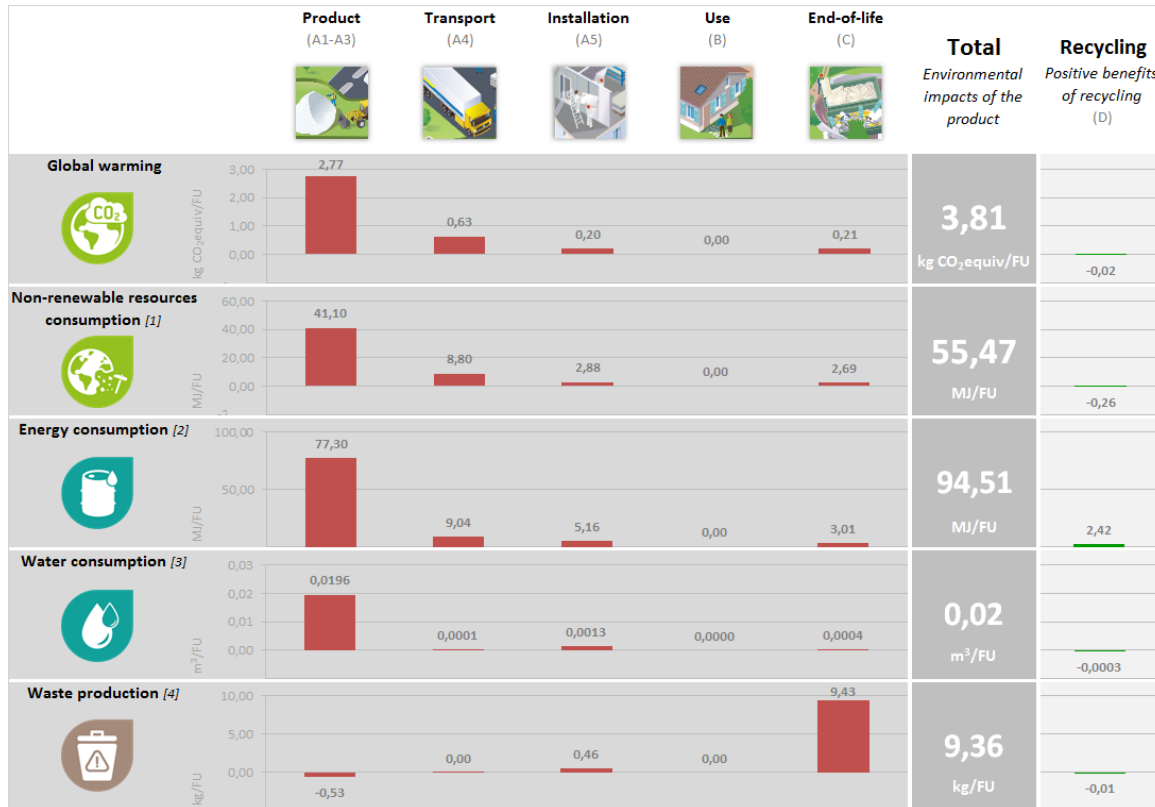 Product
(A1-A3)
Transport
(A4)
Installation
(A5)
Use
(B)
End-of-life
(C)
Total
Environmental
impacts of the
product
Recycling
Positive benefits
of recycling
(D)
Global warming
CO2
kg CO₂equiv/FU
3,00
2,00
1,00
0,00
2,77
0,63
0,20
0,00
0,21
3,81
kg CO₂equiv/FU
-0,02
Non-renewable resources
consumption [1]
MJ/FU
60,00
40,00
20,00
0,00
41,10
8,80
2,88
0,00
2,69
55,47
MJ/FU
-0,26
Energy consumption [2]
MJ/FU
100,00
50,00
77,30
9,04
5,16
0,00
3,01
94,51
MJ/FU
2,42
Water consumption [3]
m³/FU
0,03
0,02
0,01
0,00
0,0196
0,0001
0,0013
0,0000
0,0004
0,02
m³/FU
-0,0003
Waste production [4]
kg/FU
10,00
5,00
0,00
-0,53
0,00
0,46
0,00
9,43
9,36
kg/FU
-0,01